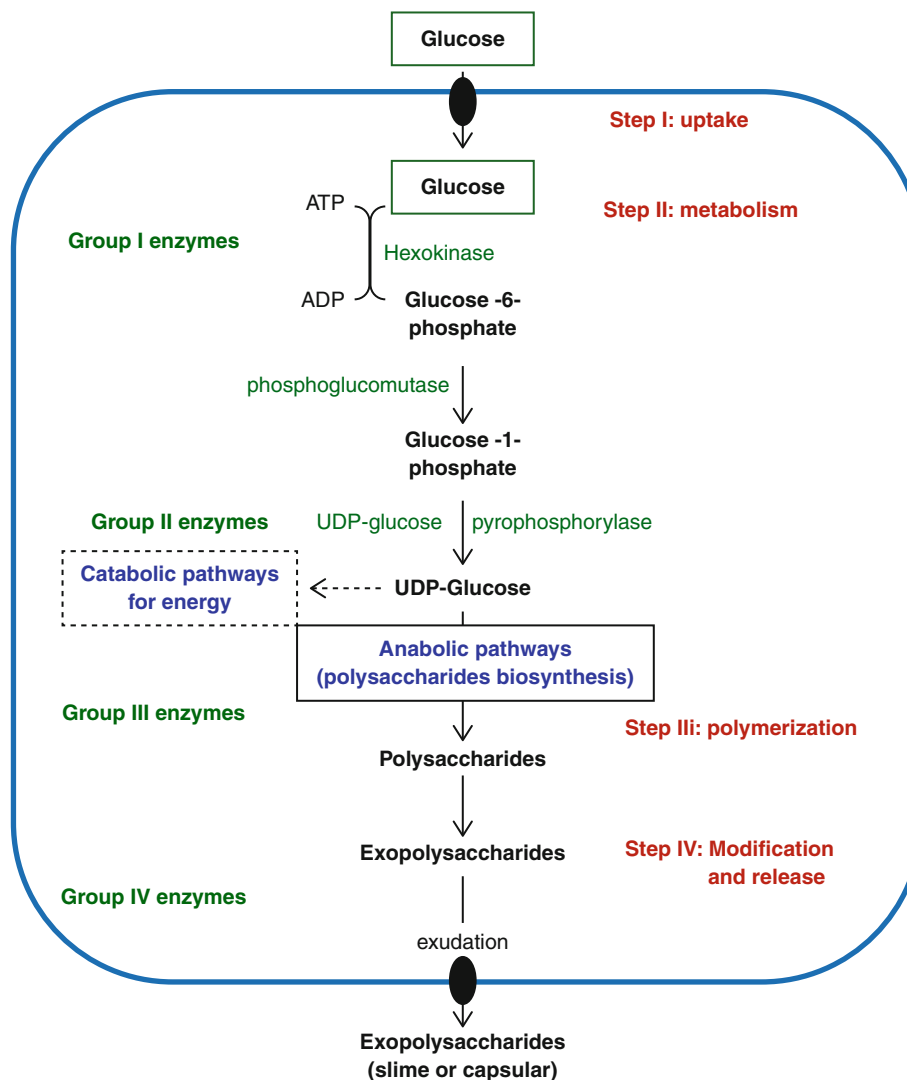 Glucose
Step I: uptake
Glucose
ATP
Step II: metabolism
Group I enzymes
Hexokinase
ADP
Glucose -6-
phosphate
phosphoglucomutase
Glucose -1-
phosphate
Group II enzymes
UDP-glucose pyrophosphorylase
Catabolic pathways
for energy
UDP-Glucose
Anabolic pathways
(polysaccharides biosynthesis)
Group III enzymes
Step IIi: polymerization
Polysaccharides
Exopolysaccharides
Step IV: Modification
and release
Group IV enzymes
exudation
Exopolysaccharides
(slime or capsular)